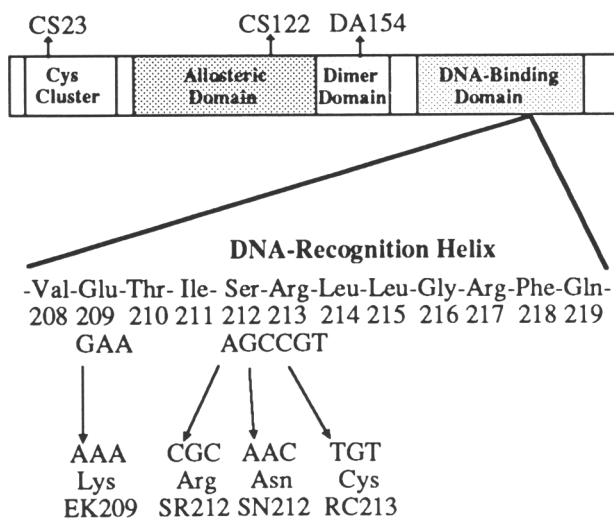 CS23 CS122 DA154
Cys Allosteric Dimer DNA-Binding
Cluster Domain Domain Domain
DNA-Recognition Helix
-Val-Glu-Thr- Ile- Ser-Arg-Leu-Leu-Gly-Arg-Phe-Gln-
208 209 210 211 212 213 214 215 216 217 218 219
GAA AGCCGT
AAA CGC AAC TGT
Lys Arg Asn Cys
EK209 SR212 SN212 RC213